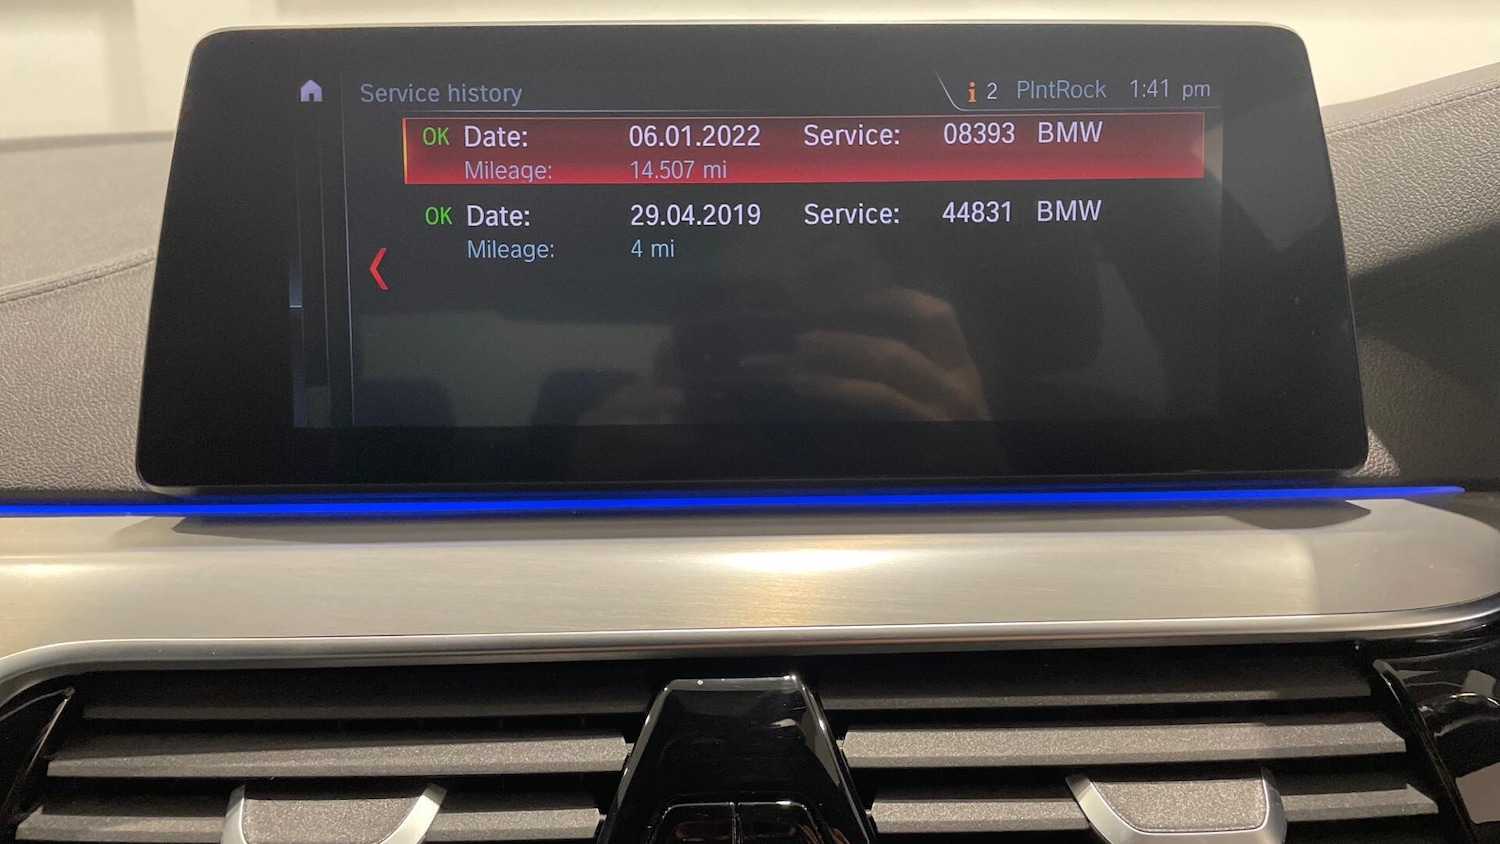 Service history
i 2 PlntRock 1:41 pm
OK Date: 06.01.2022 Service: 08393 BMW
Mileage: 14.507 mi
OK Date: 29.04.2019 Service: 44831 BMW
Mileage: 4 mi